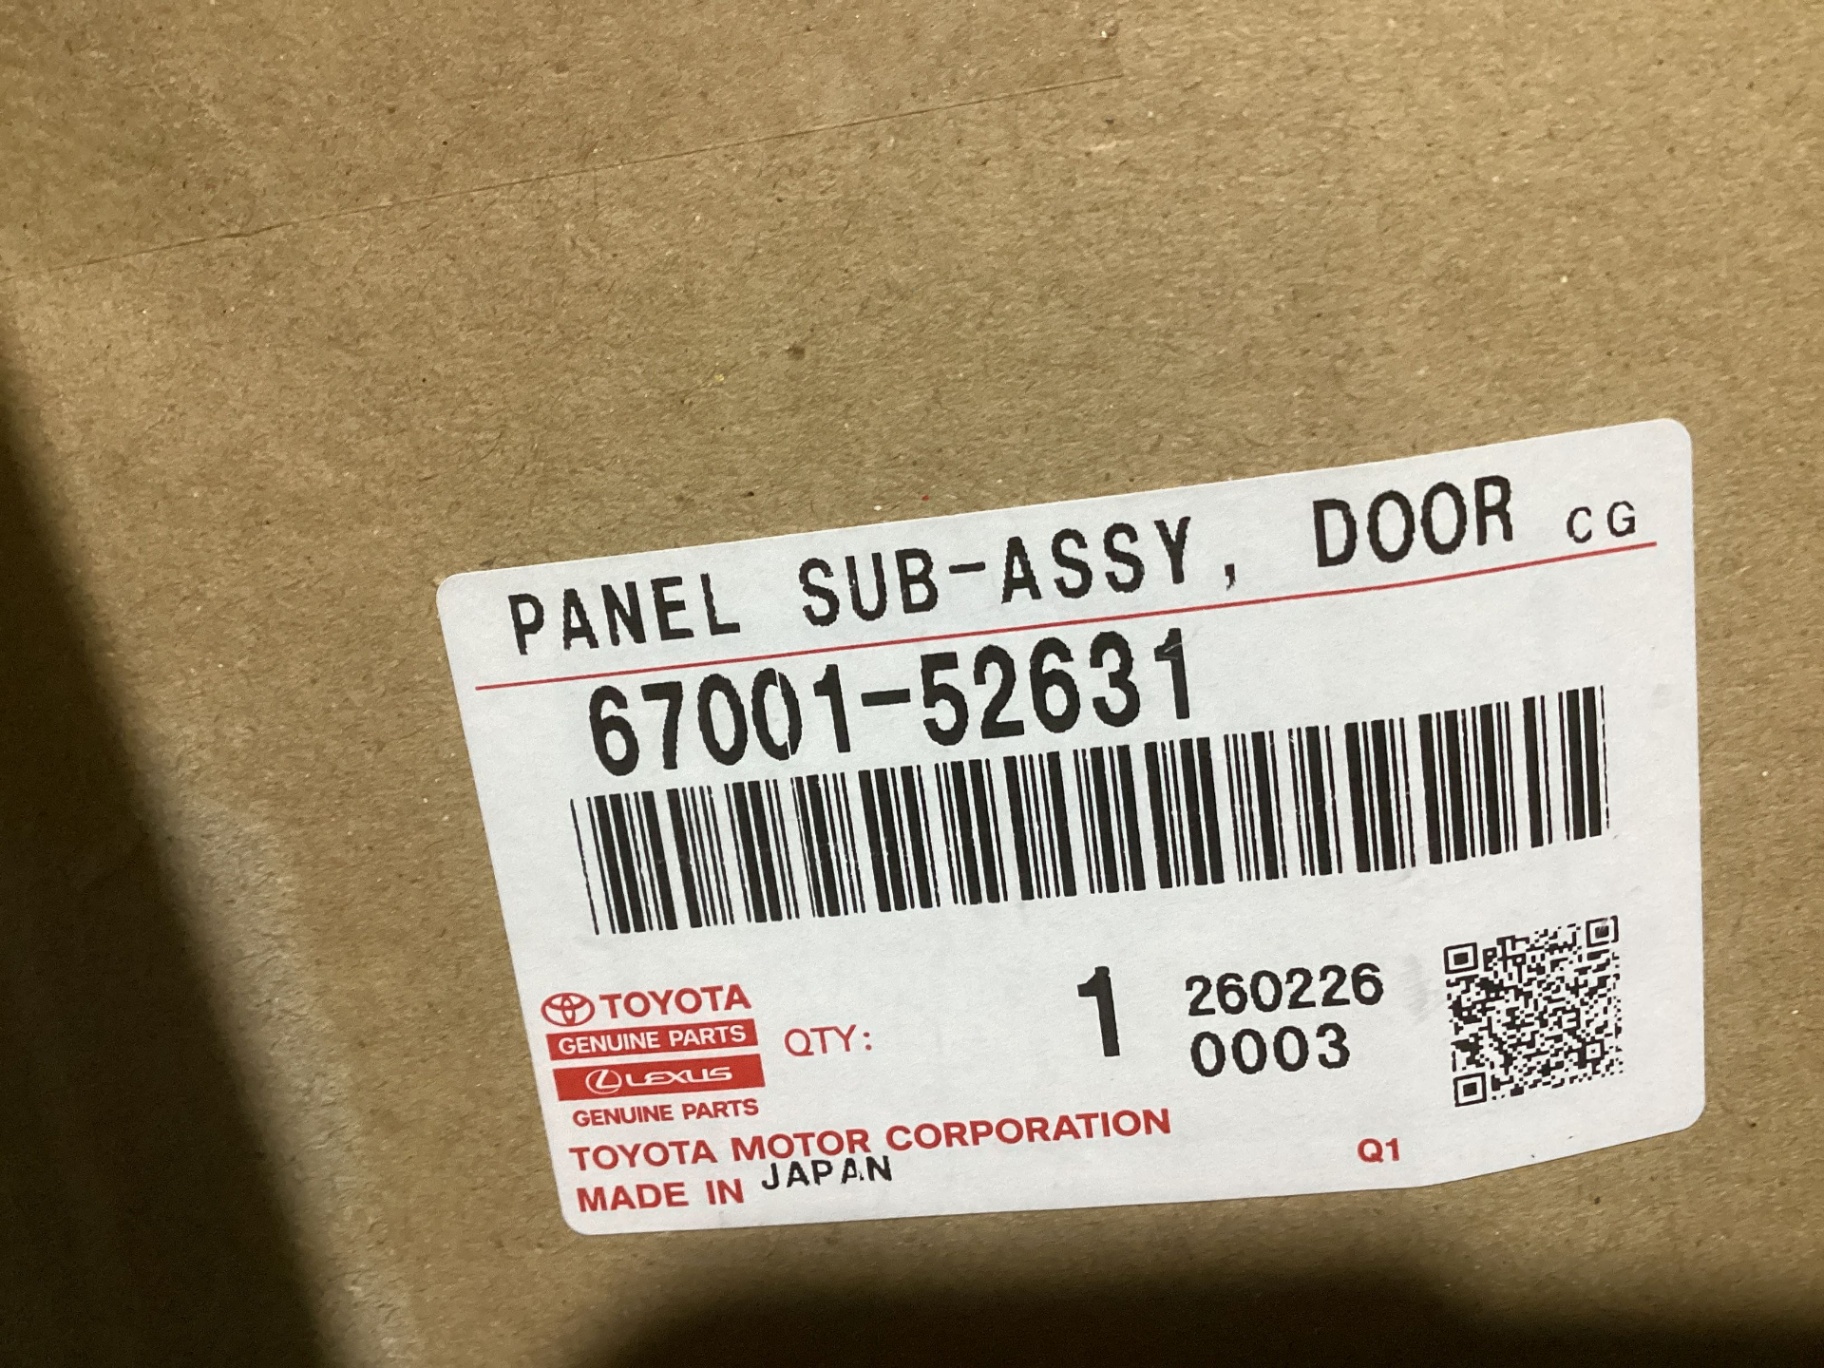 PANEL SUB-ASSY, DOOR CG
67001-52631
TOYOTA
GENUINE PARTS
LEXUS
GENUINE PARTS
QTY: 1
260226
0003
TOYOTA MOTOR CORPORATION
MADE IN JAPAN
Q1